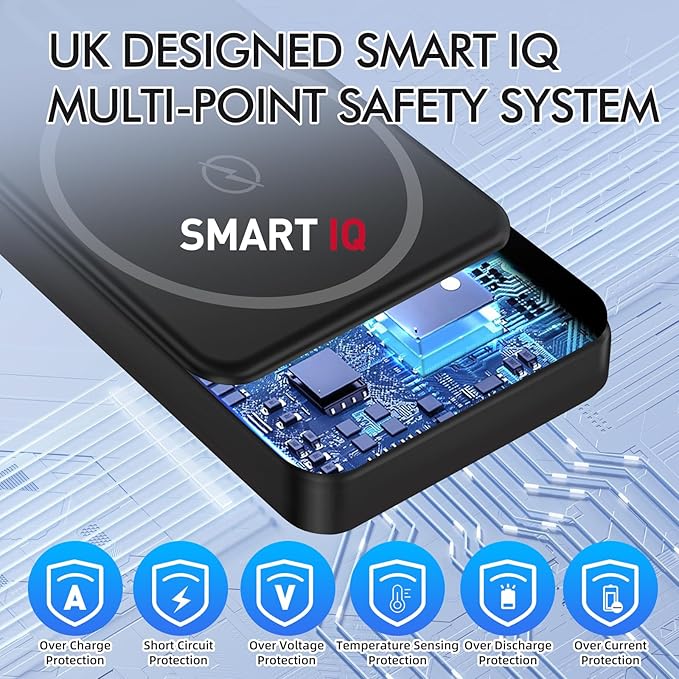 UK DESIGNED SMART IQ
MULTI-POINT SAFETY SYSTEM
SMART IQ
A
V
Over Charge
Protection
Short Circuit
Protection
Over Voltage
Protection
Temperature Sensing
Protection
Over Discharge
Protection
Over Current
Protection